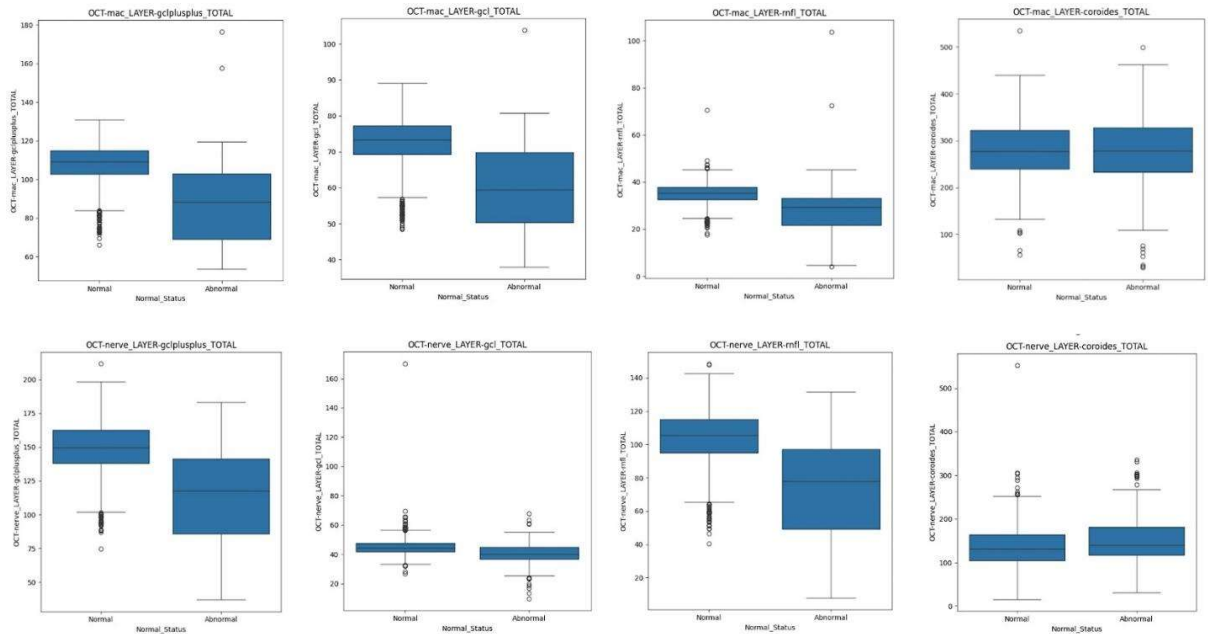 OCT-mac_LAYER-gclplusplus_TOTAL
OCT-mac_LAYER-gclplusplus_TOTAL
180
160
140
120
100
80
60
Normal
Abnormal
Normal_Status
OCT-mac_LAYER-gcl_TOTAL
OCT-mac_LAYER-gcl_TOTAL
100
90
80
70
60
50
40
Normal
Abnormal
Normal_Status
OCT-mac_LAYER-rnfl_TOTAL
OCT-mac_LAYER-rnfl_TOTAL
100
80
60
40
20
0
Normal
Abnormal
Normal_Status
OCT-mac_LAYER-coroides_TOTAL
OCT-mac_LAYER-coroides_TOTAL
500
400
300
200
100
Normal
Abnormal
Normal_Status
OCT-nerve_LAYER-gclplusplus_TOTAL
OCT-nerve_LAYER-gclplusplus_TOTAL
200
175
150
125
100
75
50
Normal
Abnormal
Normal_Status
OCT-nerve_LAYER-gcl_TOTAL
OCT-nerve_LAYER-gcl_TOTAL
160
140
120
100
80
60
40
20
Normal
Abnormal
Normal_Status
OCT-nerve_LAYER-rnfl_TOTAL
OCT-nerve_LAYER-rnfl_TOTAL
140
120
100
80
60
40
20
Normal
Abnormal
Normal_Status
OCT-nerve_LAYER-coroides_TOTAL
OCT-nerve_LAYER-coroides_TOTAL
500
400
300
200
100
0
Normal
Abnormal
Normal_Status